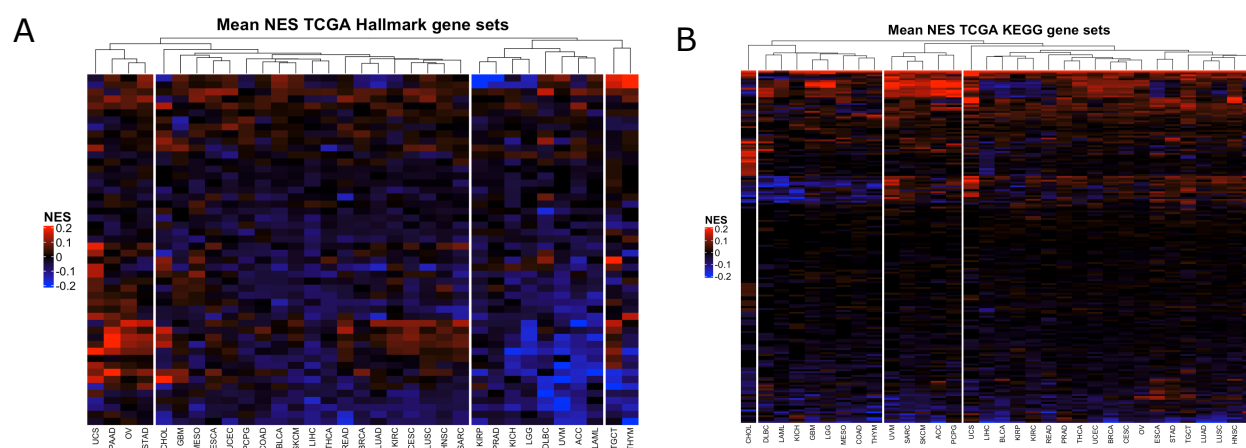 A
Mean NES TCGA Hallmark gene sets
NES
0.2
0.1
-0.1
-0.2
UCS
PAAD
OV
STAD
CHOL
GBM
MESO
ESCA
UCEC
PCPG
COAD
BLCA
SKCM
LIHC
THCA
READ
BRCA
LUAD
KIRC
CESC
LUSC
HNSC
SARC
KIRP
PRAD
KICH
LGG
DLBC
UVM
ACC
LAML
TGCT
THYM
B
Mean NES TCGA KEGG gene sets
NES
0.2
0.1
0
-0.1
-0.2
CHOL
DLBC
LAML
KICH
GBM
LGG
MESO
COAD
THYM
UVM
SARC
SKCM
ACC
PCPG
UCS
LIHC
BLCA
KIRP
KIRC
READ
PRAD
THCA
UCEC
BRCA
CESC
OV
ESCA
STAD
TGCT
LUAD
LUSC